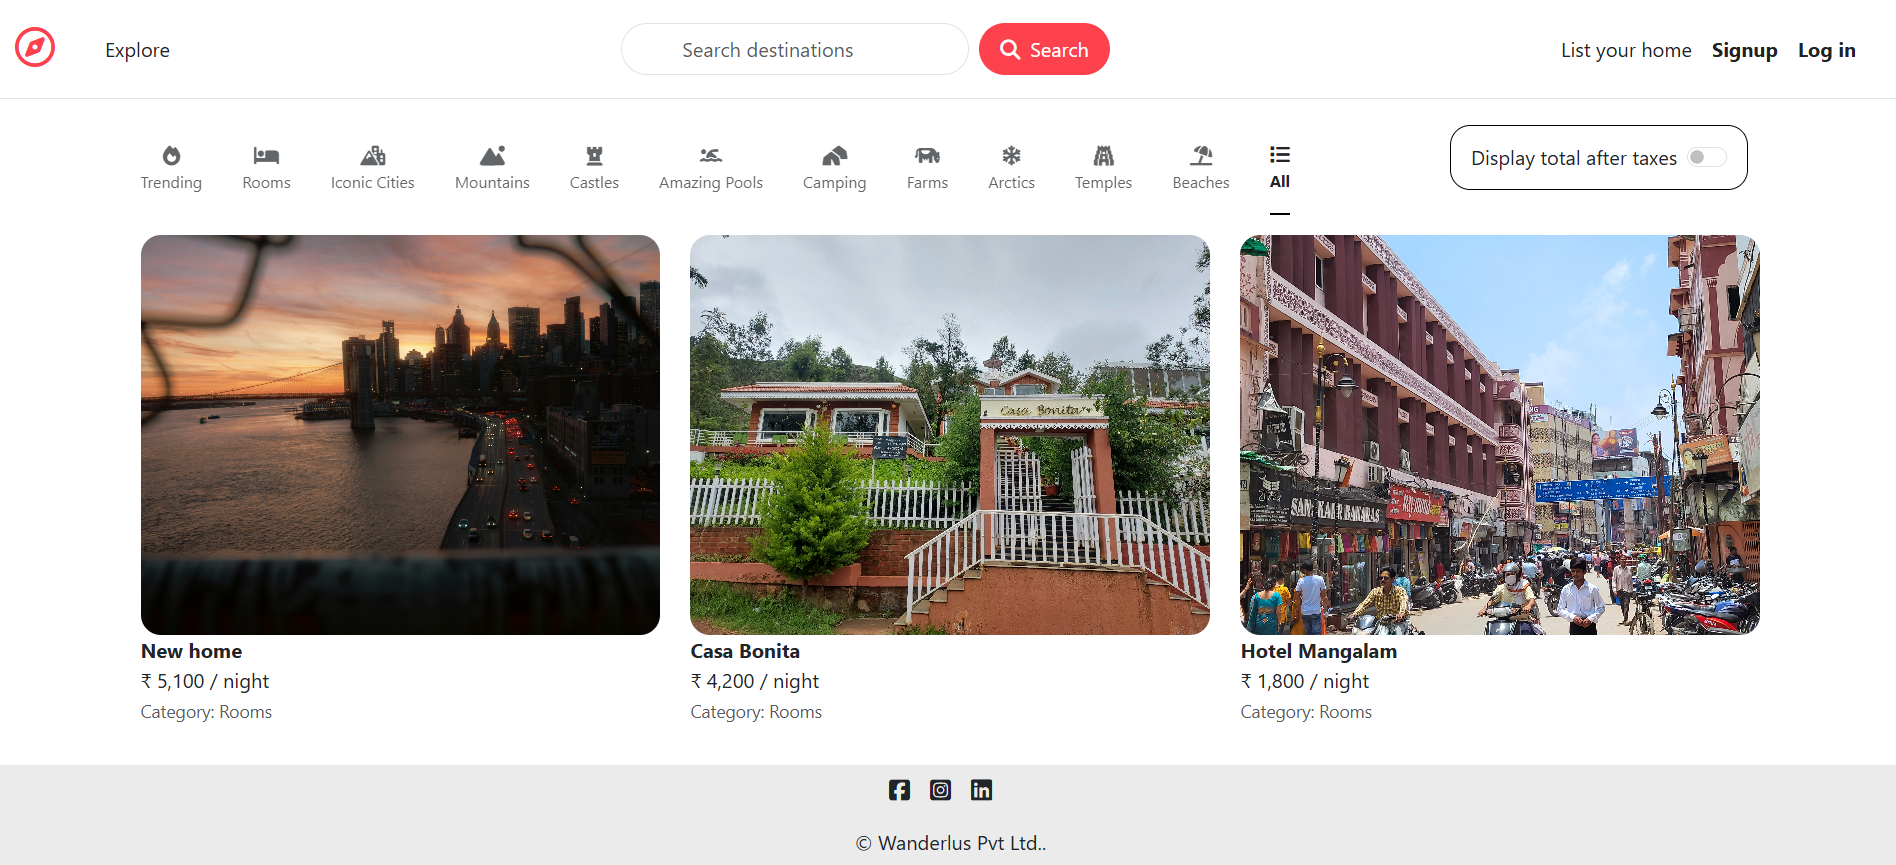 Explore
Search destinations
Search
List your home Signup Log in
Trending Rooms Iconic Cities Mountains Castles Amazing Pools Camping Farms Arctics Temples Beaches All
Display total after taxes
Casa Bonita
New home
₹ 5,100 / night
Category: Rooms
Casa Bonita
₹ 4,200 / night
Category: Rooms
Hotel Mangalam
₹ 1,800 / night
Category: Rooms
© Wanderlus Pvt Ltd..